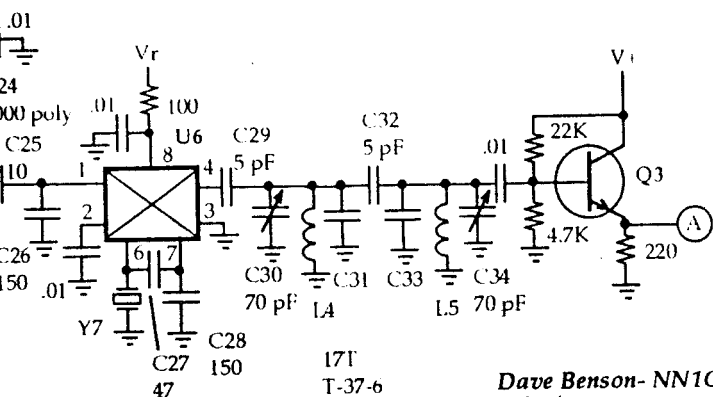 .01
Vr
V+
24
000 poly
.01
100
U6
C25
10
1
8
4
2
3
6
7
C29
5 pF
C32
5 pF
.01
22K
Q3
4.7K
A
220
C26
150
.01
Y7
C27
47
C28
150
C30
70 pF
L4
C31
C33
L5
C34
70 pF
17T
T-37-6
Dave Benson- NN1